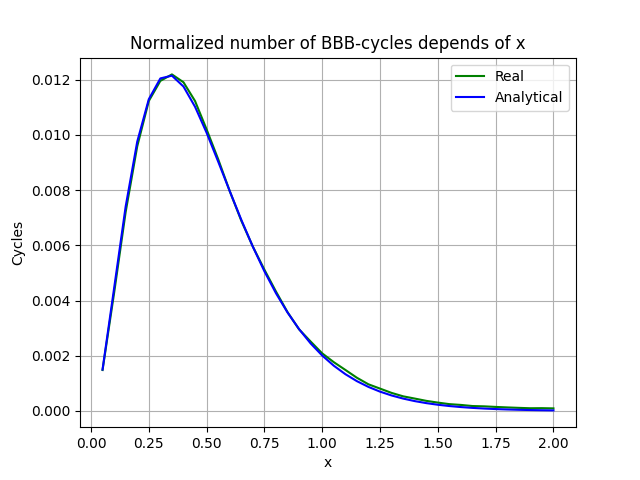 Normalized number of BBB-cycles depends of x
Real
Analytical
0.012
0.010
0.008
0.006
0.004
0.002
0.000
Cycles
0.00 0.25 0.50 0.75 1.00 1.25 1.50 1.75 2.00
x